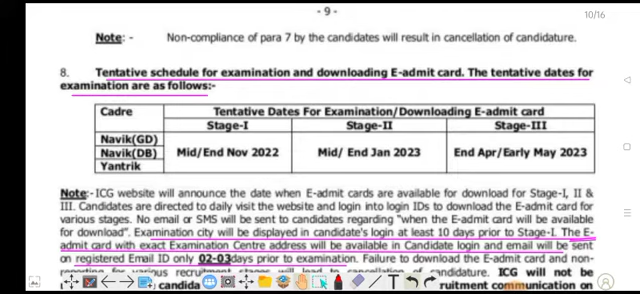 - 9 -
10/16
Note: - Non-compliance of para 7 by the candidates will result in cancellation of candidature.
8. Tentative schedule for examination and downloading E-admit card. The tentative dates for
examination are as follows:-
Cadre Tentative Dates For Examination/Downloading E-admit card
Stage-I Stage-II Stage-III
Navik(GD)
Navik(DB) Mid/End Nov 2022 Mid/ End Jan 2023 End Apr/Early May 2023
Yantrik
Note:- ICG website will announce the date when E-admit cards are available for download for Stage-I, II &
III. Candidates are directed to daily visit the website and login into login IDs to download the E-admit card for
various stages. No email or SMS will be sent to candidates regarding "when the E-admit card will be available
for download". Examination city will be displayed in candidate's login at least 10 days prior to Stage-I. The E-
admit card with exact Examination Centre address will be available in Candidate login and email will be sent
on registered Email ID only 02-03days prior to examination. Failure to download the E-admit card and non-
candidature. ICG will not be
candida ruitment communication on